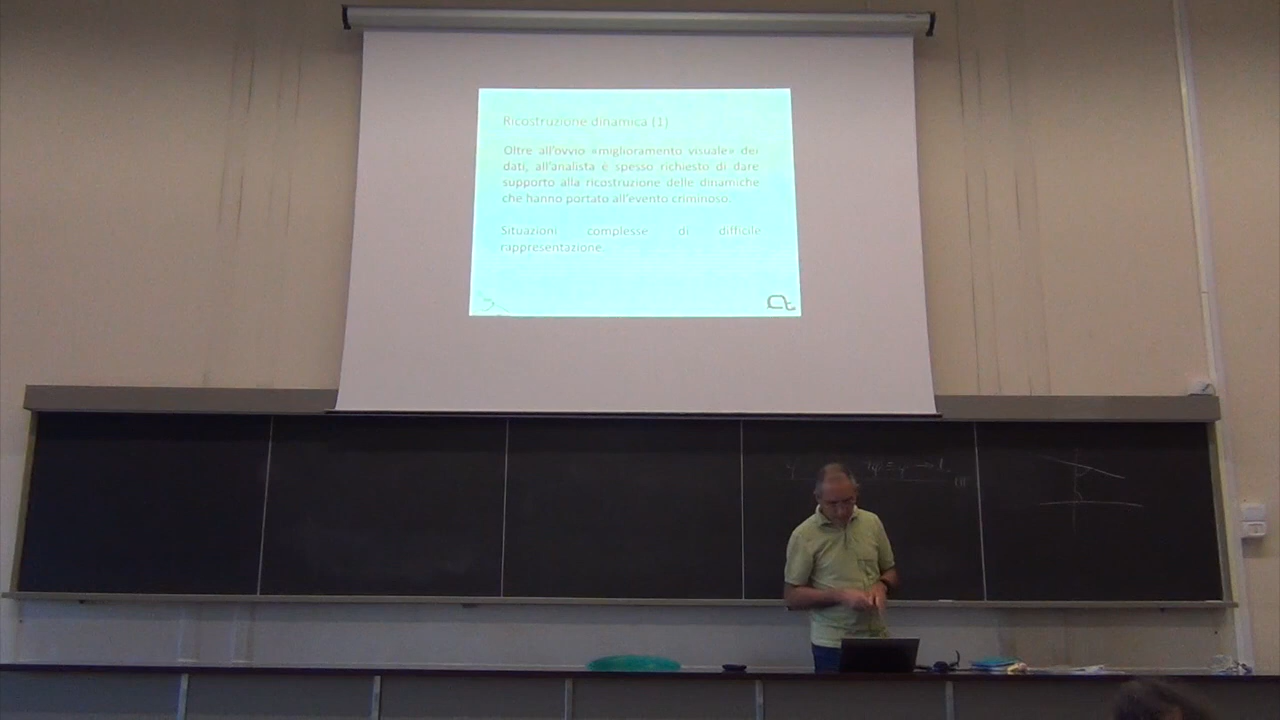 Ricostruzione dinamica (1)
Oltre all'ovvio «miglioramento visuale» dei
dati, all'analista è spesso richiesto di dare
supporto alla ricostruzione delle dinamiche
che hanno portato all'evento criminoso.
Situazioni complesse di difficile
rappresentazione.